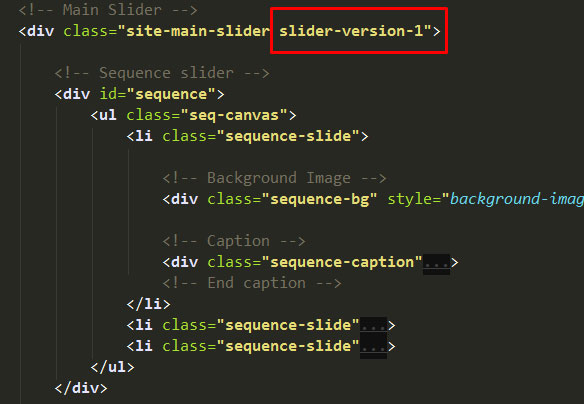 <!-- Main Slider -->
<div class="site-main-slider slider-version-1">
<!-- Sequence slider -->
<div id="sequence">
<ul class="seq-canvas">
<li class="sequence-slide">
<!-- Background Image -->
<div class="sequence-bg" style="background-imag
<!-- Caption -->
<div class="sequence-caption"...>
<!-- End caption -->
</li>
<li class="sequence-slide"...>
<li class="sequence-slide"...>
</ul>
</div>